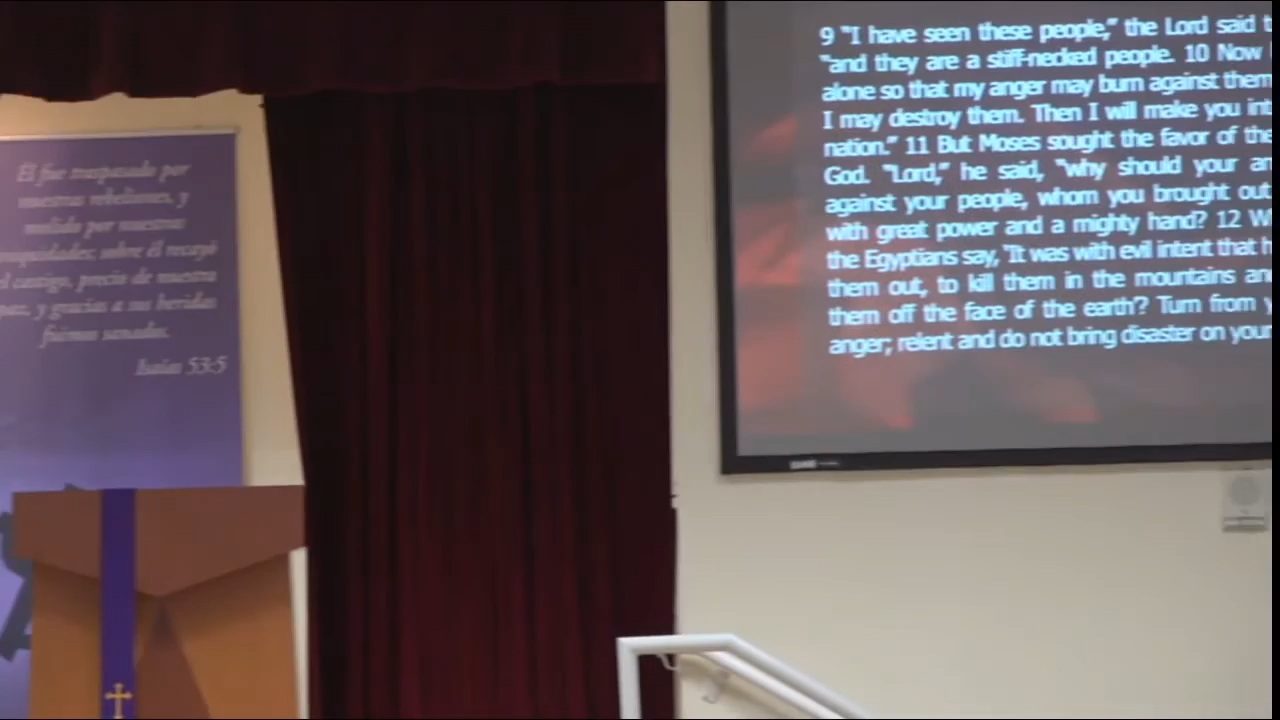 Él fue traspasado por
nuestras rebeliones, y
molido por nuestras
iniquidades; sobre él recayó
el castigo, precio de nuestra
paz, y gracias a sus heridas
fuimos sanados.
Isaías 53:5
9 “I have seen these people,” the Lord said t
“and they are a stiff-necked people. 10 Now
alone so that my anger may burn against them
I may destroy them. Then I will make you int
nation.” 11 But Moses sought the favor of the
God. “Lord,” he said, “why should your an
against your people, whom you brought out
with great power and a mighty hand? 12 W
the Egyptians say, ‘It was with evil intent that h
them out, to kill them in the mountains an
them off the face of the earth’? Turn from y
anger; relent and do not bring disaster on your